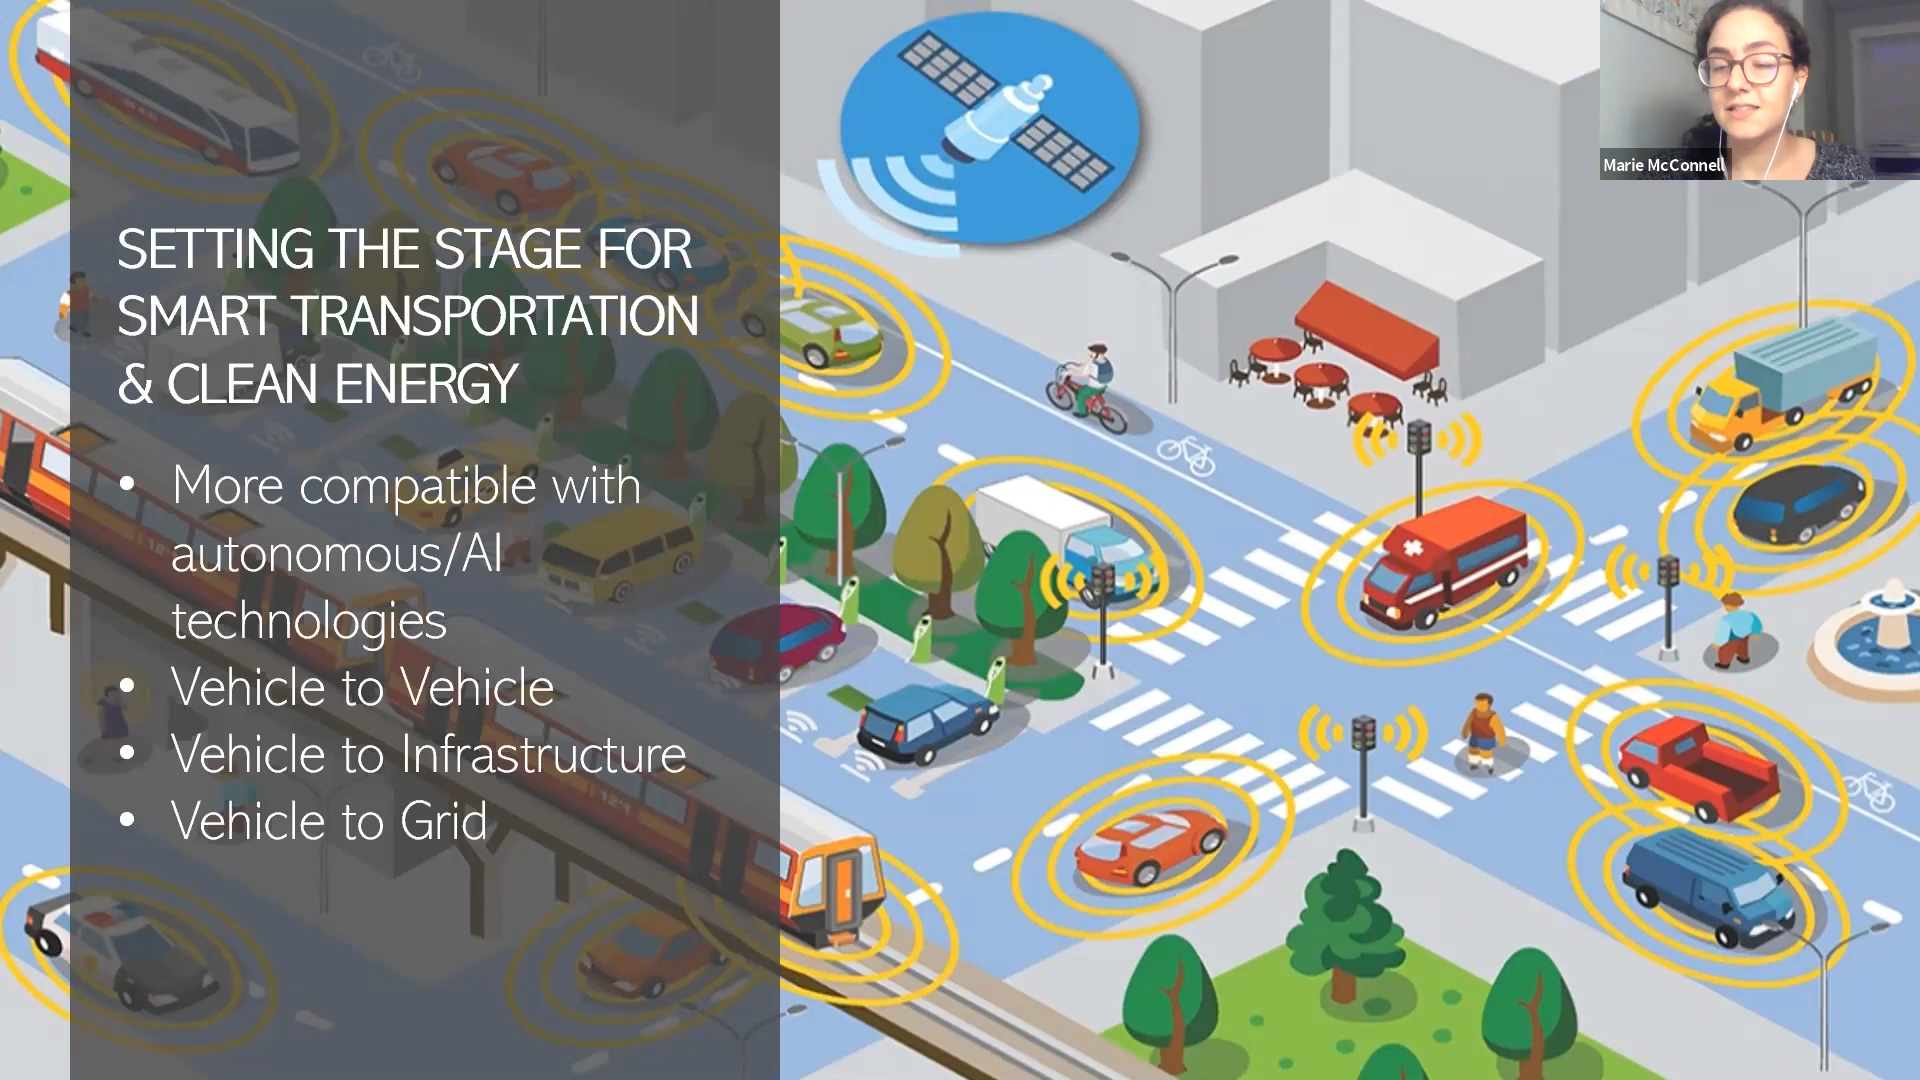 SETTING THE STAGE FOR
SMART TRANSPORTATION
& CLEAN ENERGY
• More compatible with
autonomous/AI
technologies
• Vehicle to Vehicle
• Vehicle to Infrastructure
• Vehicle to Grid
Marie McConnell